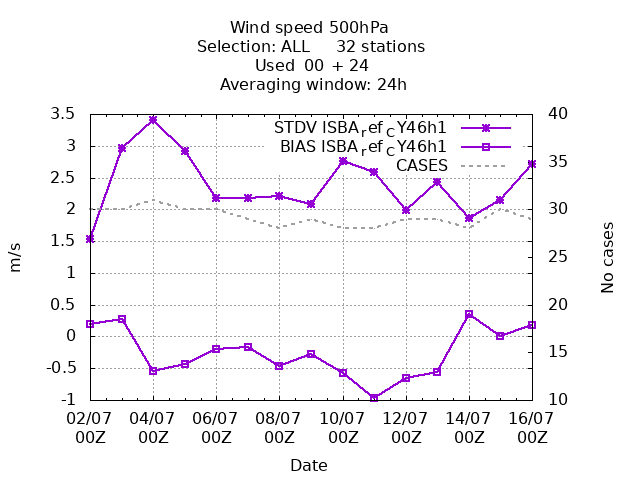 Wind speed 500hPa
Selection: ALL 32 stations
Used 00 + 24
Averaging window: 24h
STDV ISBA_ref_CY46h1
BIAS ISBA_ref_CY46h1
CASES
3.5
3
2.5
2
1.5
1
0.5
0
-0.5
-1
m/s
40
35
30
25
20
15
10
No cases
02/07 04/07 06/07 08/07 10/07 12/07 14/07 16/07
00Z 00Z 00Z 00Z 00Z 00Z 00Z 00Z
Date